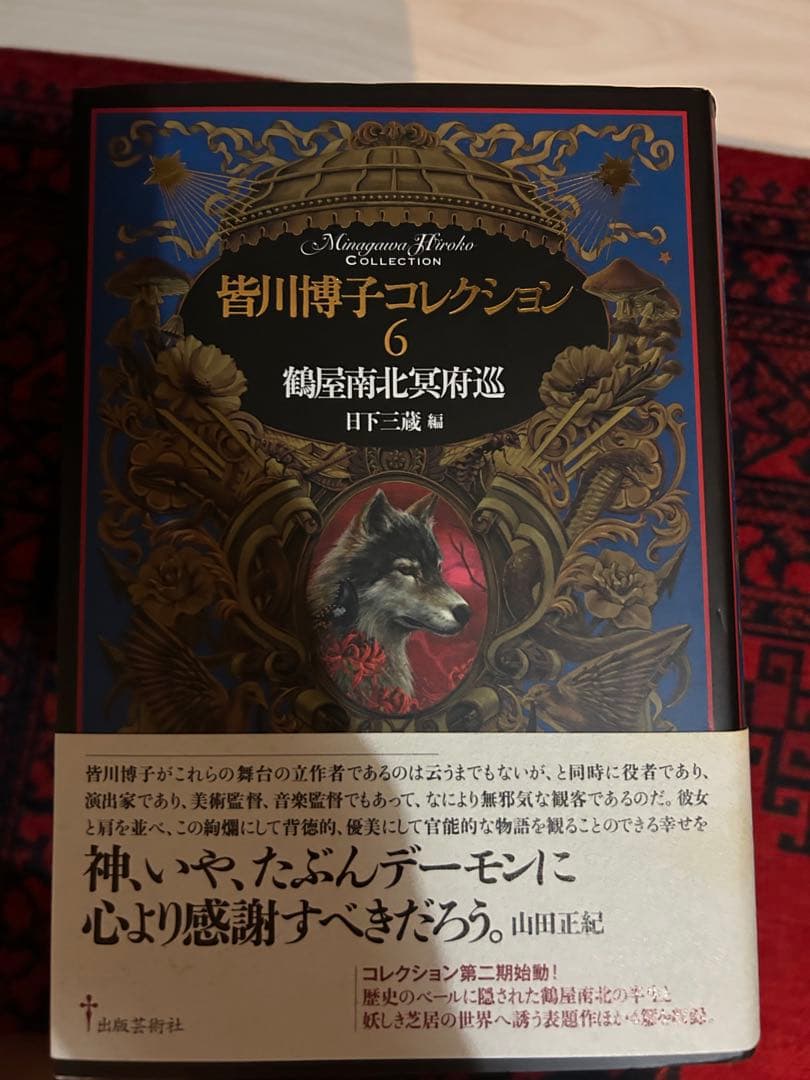 Minagawa Hiroko
COLLECTION
皆川博子コレクション
6
鶴屋南北冥府巡
日下三蔵 編
皆川博子がこれらの舞台の立作者であるのは云うまでもないが、と同時に役者であり、
演出家であり、美術監督、音楽監督でもあって、なにより無邪気な観客であるのだ。彼女
と肩を並べ、この絢爛にして背徳的、優美にして官能的な物語を観ることのできる幸せを
神、いや、たぶんデーモンに
心より感謝すべきだろう。山田正紀
コレクション第二期始動！
歴史のベールに隠された鶴屋南北の半生と
妖しき芝居の世界へ誘う表題作ほか
出版芸術社